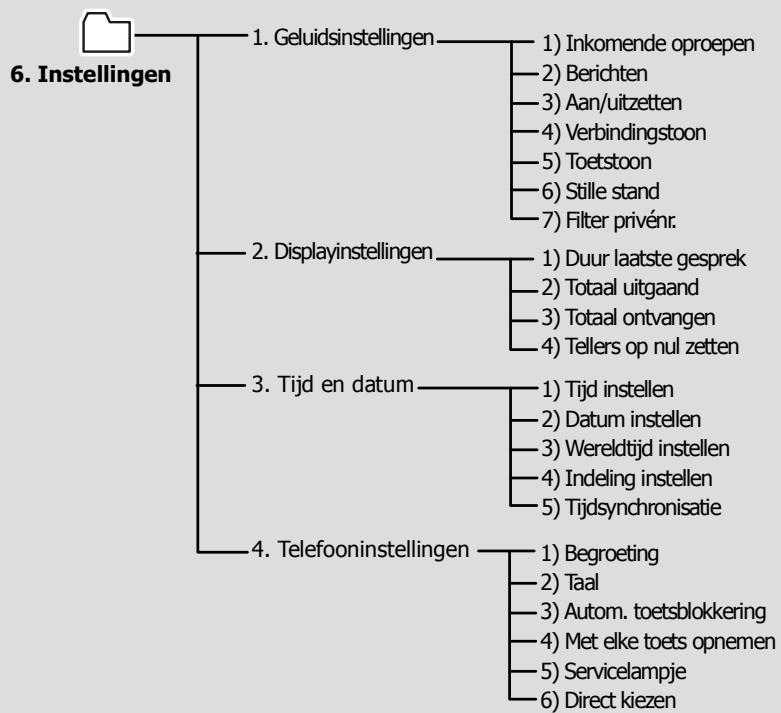 6. Instellingen
1. Geluidsinstellingen
1) Inkomende oproepen
2) Berichten
3) Aan/uitzetten
4) Verbindingstoon
5) Toetstoon
6) Stille stand
7) Filter privénr.
2. Displayinstellingen
1) Duur laatste gesprek
2) Totaal uitgaand
3) Totaal ontvangen
4) Tellers op nul zetten
3. Tijd en datum
1) Tijd instellen
2) Datum instellen
3) Wereldtijd instellen
4) Indeling instellen
5) Tijdsynchronisatie
4. Telefooninstellingen
1) Begroeting
2) Taal
3) Autom. toetsblokkering
4) Met elke toets opnemen
5) Servicelampje
6) Direct kiezen